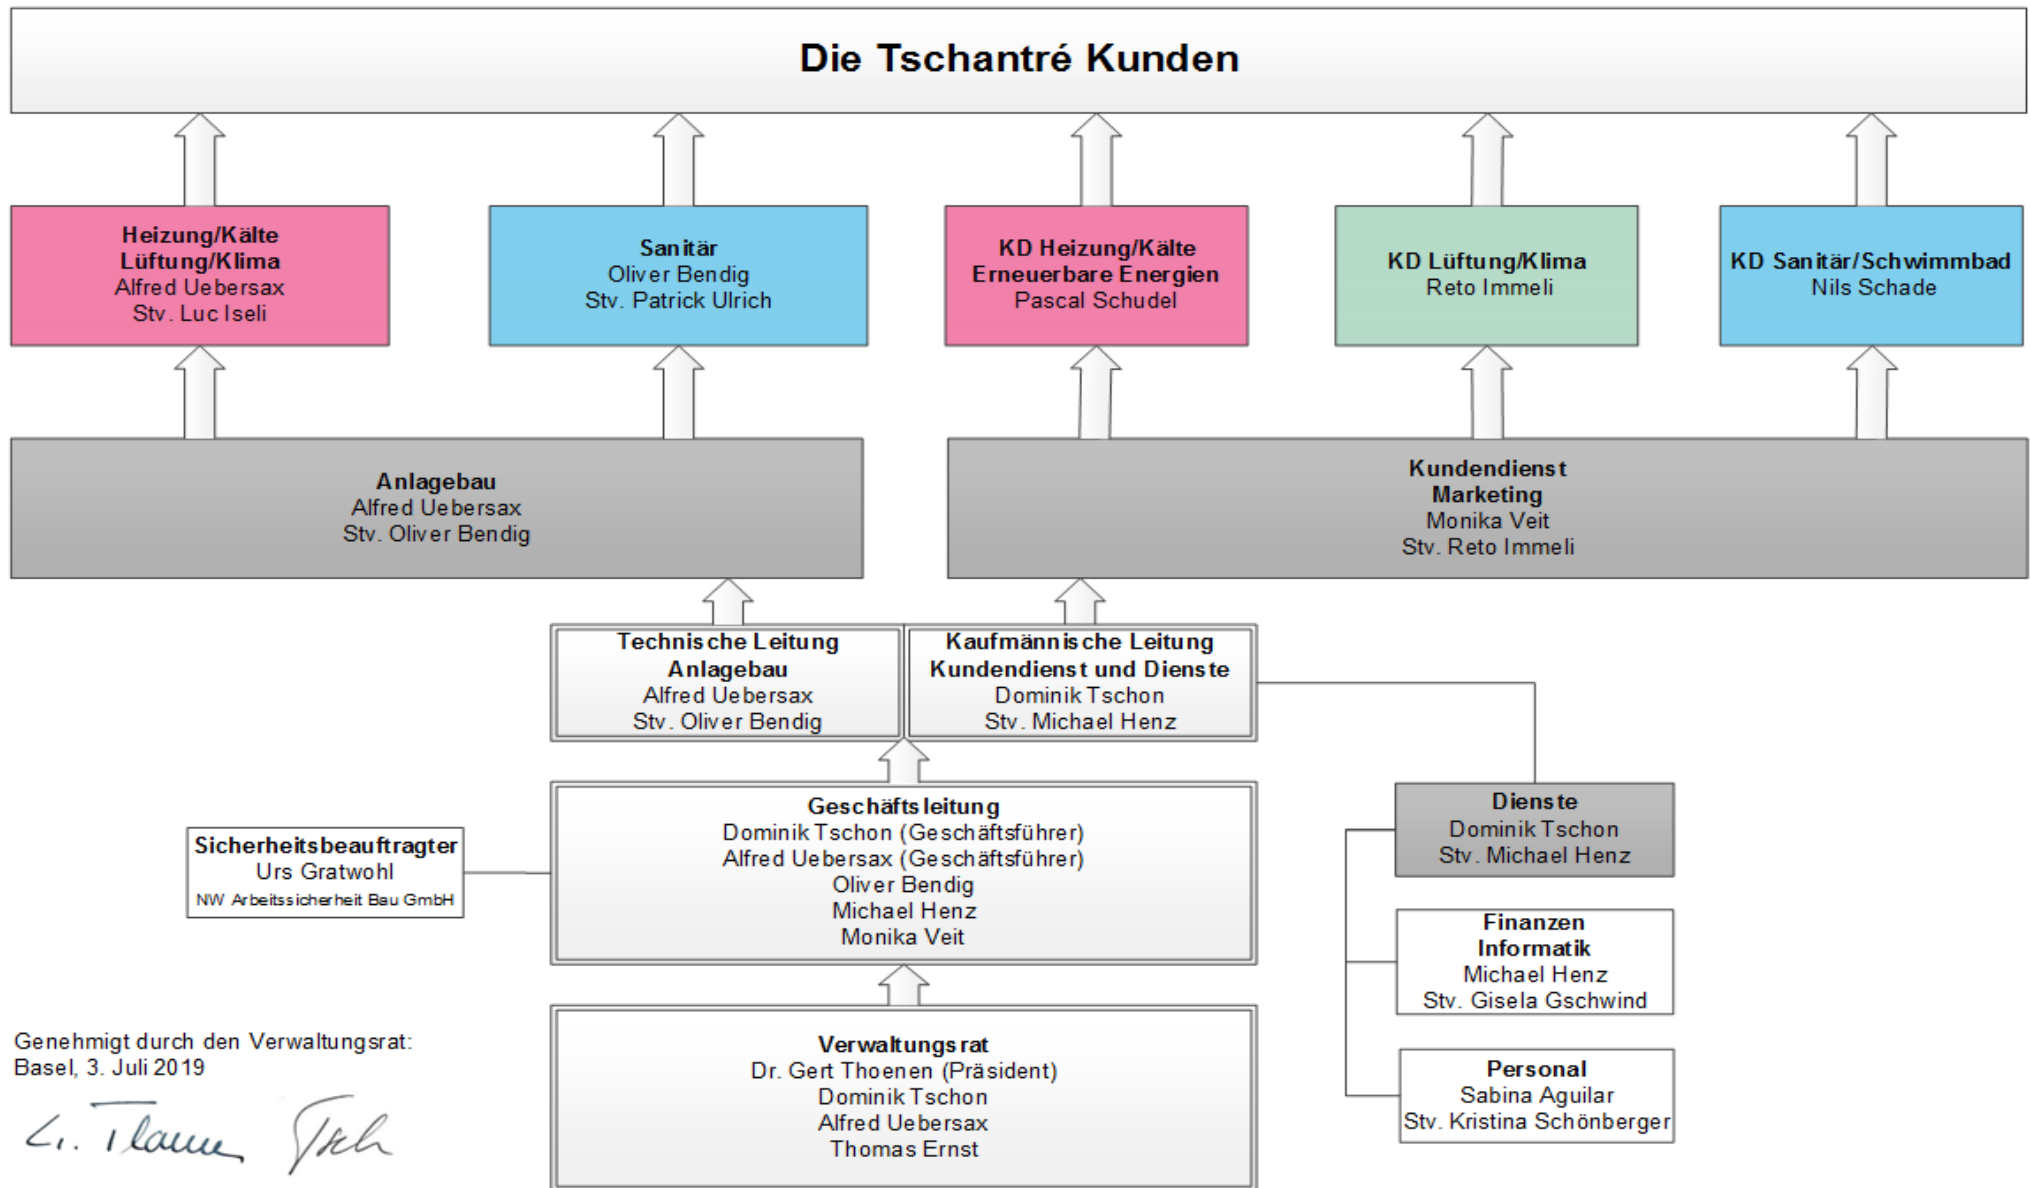 Die Tschantré Kunden
Heizung/Kälte
Lüftung/Klima
Alfred Uebersax
Stv. Luc Iseli
Sanitär
Oliver Bendig
Stv. Patrick Ulrich
KD Heizung/Kälte
Erneuerbare Energien
Pascal Schudel
KD Lüftung/Klima
Reto Immeli
KD Sanitär/Schwimmbad
Nils Schade
Anlagebau
Alfred Uebersax
Stv. Oliver Bendig
Kundendienst
Marketing
Monika Veit
Stv. Reto Immeli
Technische Leitung
Anlagebau
Alfred Uebersax
Stv. Oliver Bendig
Kaufmännische Leitung
Kundendienst und Dienste
Dominik Tschon
Stv. Michael Henz
Geschäftsleitung
Dominik Tschon (Geschäftsführer)
Alfred Uebersax (Geschäftsführer)
Oliver Bendig
Michael Henz
Monika Veit
Sicherheitsbeauftragter
Urs Gratwohl
NW Arbeitssicherheit Bau GmbH
Dienste
Dominik Tschon
Stv. Michael Henz
Finanzen
Informatik
Michael Henz
Stv. Gisela Gschwind
Personal
Sabina Aguilar
Stv. Kristina Schönberger
Verwaltungsrat
Dr. Gert Thoenen (Präsident)
Dominik Tschon
Alfred Uebersax
Thomas Ernst
Genehmigt durch den Verwaltungsrat:
Basel, 3. Juli 2019